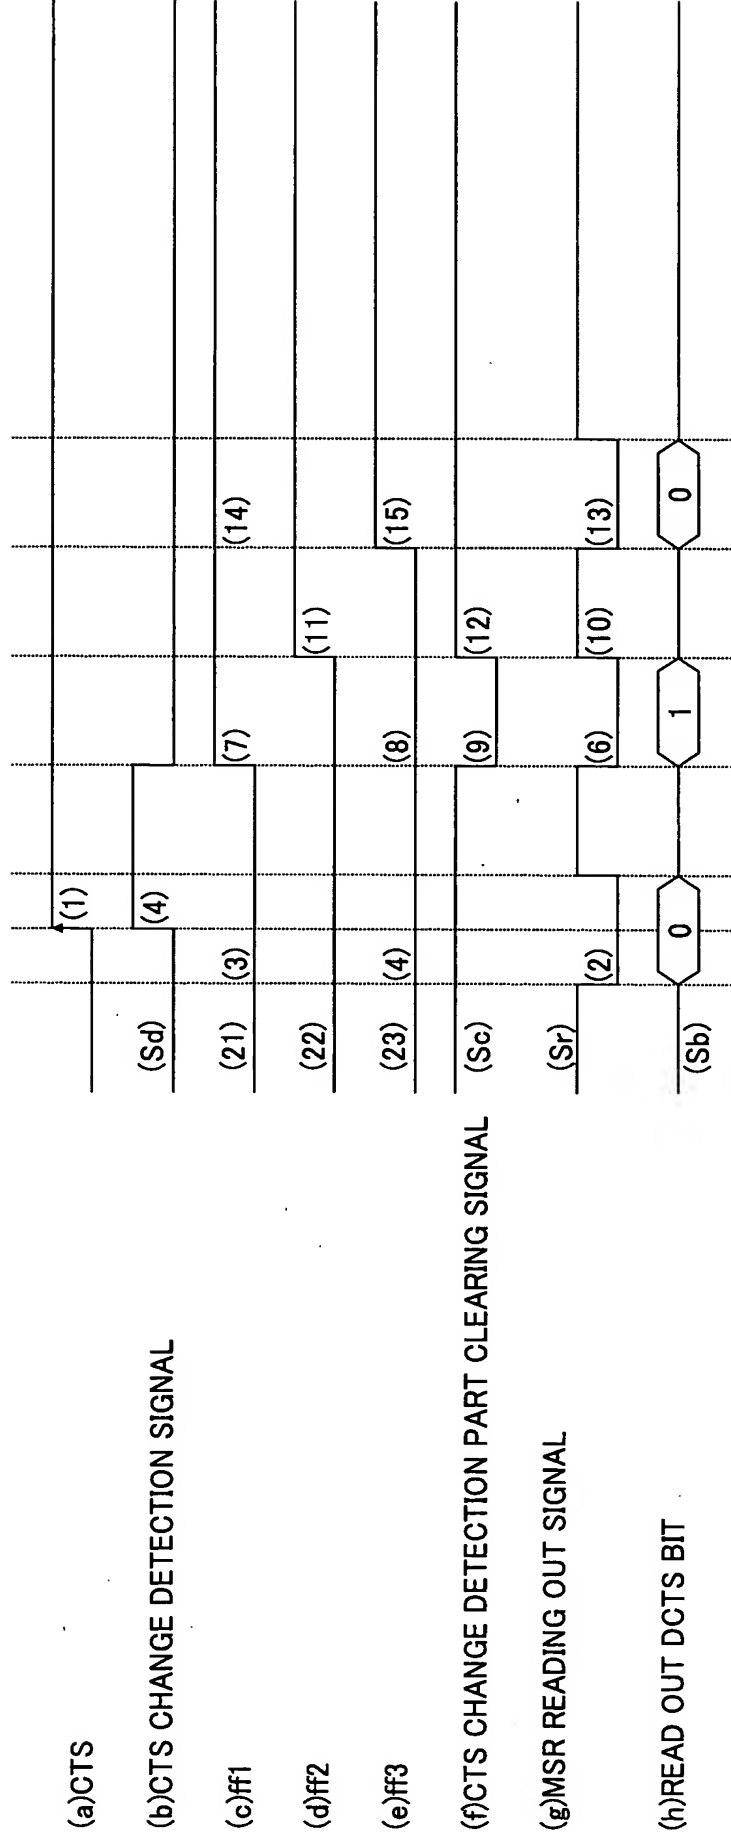 (a)CTS
(1)
(b)CTS CHANGE DETECTION SIGNAL
(Sd)
(4)
(c)ff1
(21)
(3)
(7)
(14)
(d)ff2
(22)
(11)
(e)ff3
(23)
(4)
(8)
(15)
(f)CTS CHANGE DETECTION PART CLEARING SIGNAL
(Sc)
(9)
(12)
(g)MSR READING OUT SIGNAL
(Sr)
(2)
(6)
(10)
(13)
(h)READ OUT DCTS BIT
(Sb)
0
1
0